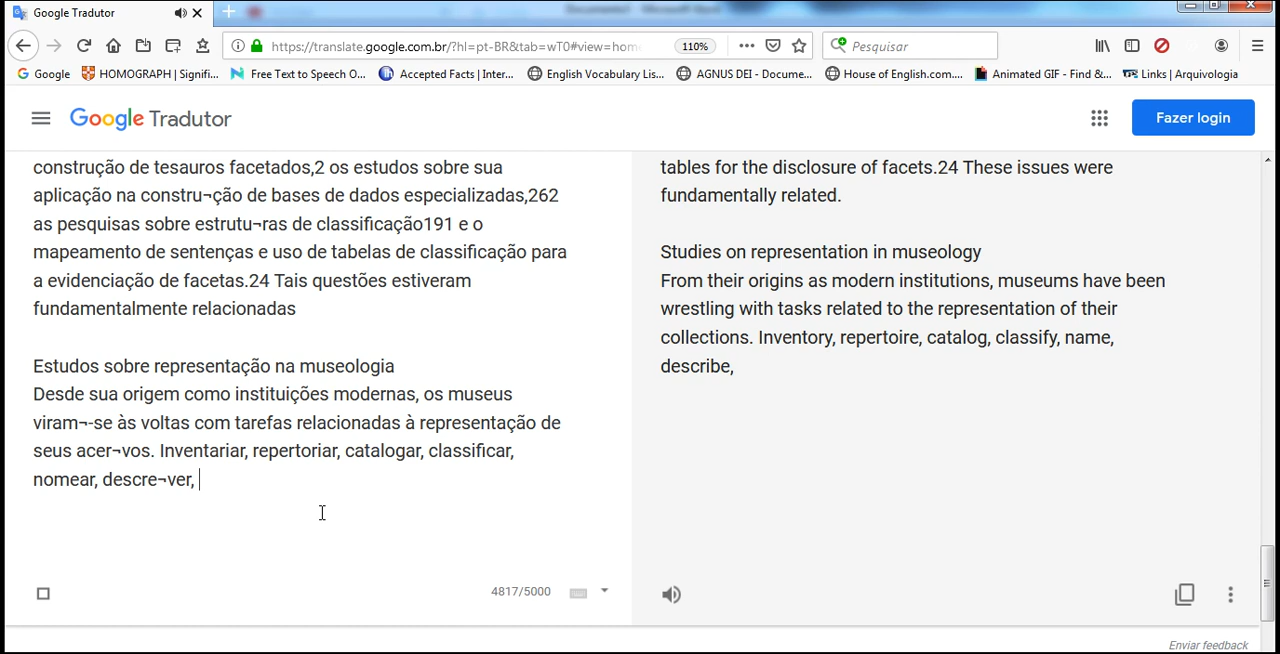 Google Tradutor
https://translate.google.com.br/?hl=pt-BR&tab=wT0#view=hom
110%
Pesquisar
Google
HOMOGRAPH | Signifi...
Free Text to Speech O...
Accepted Facts | Inter...
English Vocabulary Lis...
AGNUS DEI - Docume...
House of English.com....
Animated GIF - Find &...
Links | Arquivologia
Google Tradutor
Fazer login
construção de tesauros facetados,2 os estudos sobre sua
aplicação na constru¬ção de bases de dados especializadas,262
as pesquisas sobre estrutu¬ras de classificação191 e o
mapeamento de sentenças e uso de tabelas de classificação para
a evidenciação de facetas.24 Tais questões estiveram
fundamentalmente relacionadas
Estudos sobre representação na museologia
Desde sua origem como instituições modernas, os museus
viram¬-se às voltas com tarefas relacionadas à representação de
seus acer¬vos. Inventariar, repertoriar, catalogar, classificar,
nomear, descre¬ver,
4817/5000
tables for the disclosure of facets.24 These issues were
fundamentally related.
Studies on representation in museology
From their origins as modern institutions, museums have been
wrestling with tasks related to the representation of their
collections. Inventory, repertoire, catalog, classify, name,
describe,
Enviar feedback